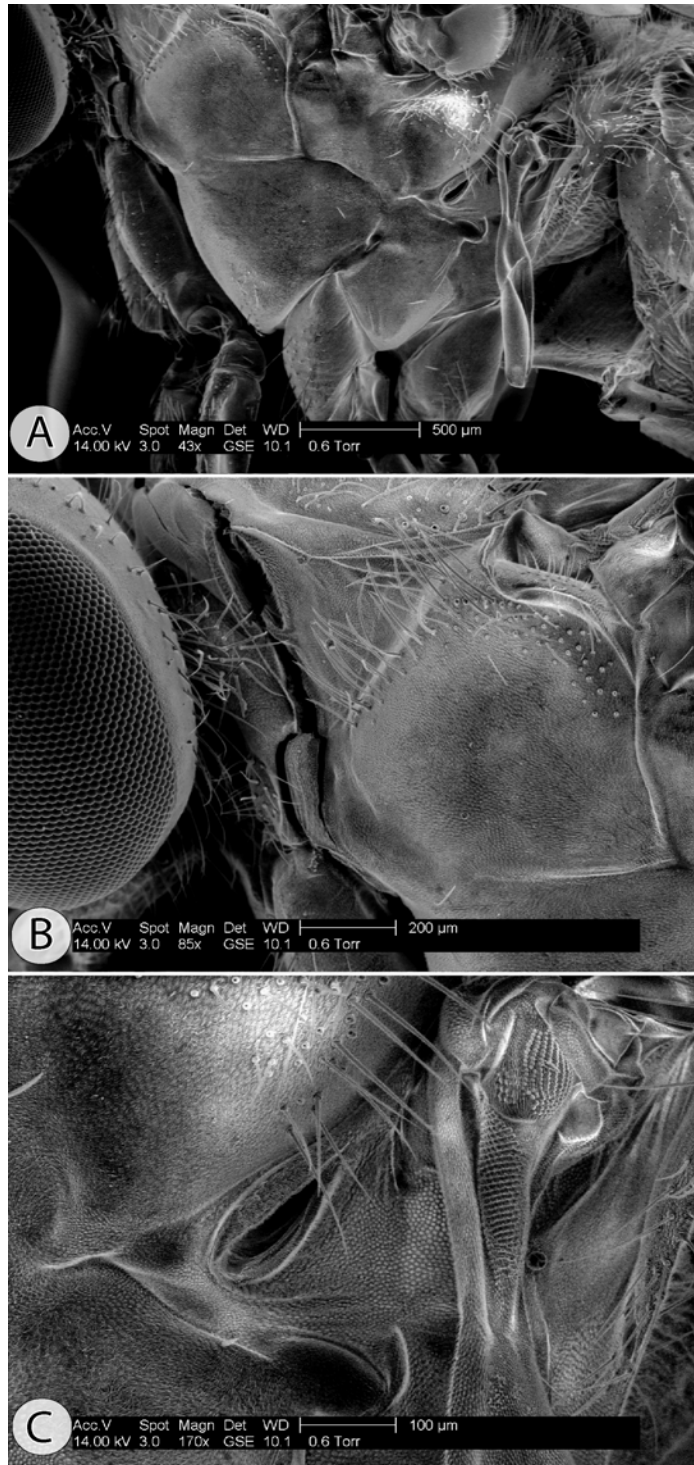 A
Acc.V Spot Magn Det WD 500 µm
14.00 kV 3.0 43x GSE 10.1 0.6 Torr
B
Acc.V Spot Magn Det WD 200 µm
14.00 kV 3.0 85x GSE 10.1 0.6 Torr
C
Acc.V Spot Magn Det WD 100 µm
14.00 kV 3.0 170x GSE 10.1 0.6 Torr